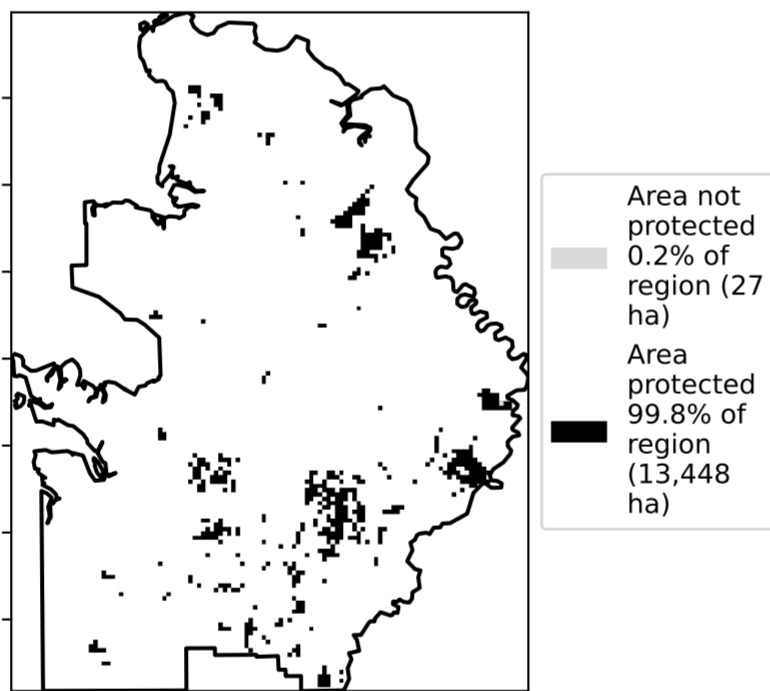 Area not
protected
0.2% of
region (27
ha)
Area
protected
99.8% of
region
(13,448
ha)